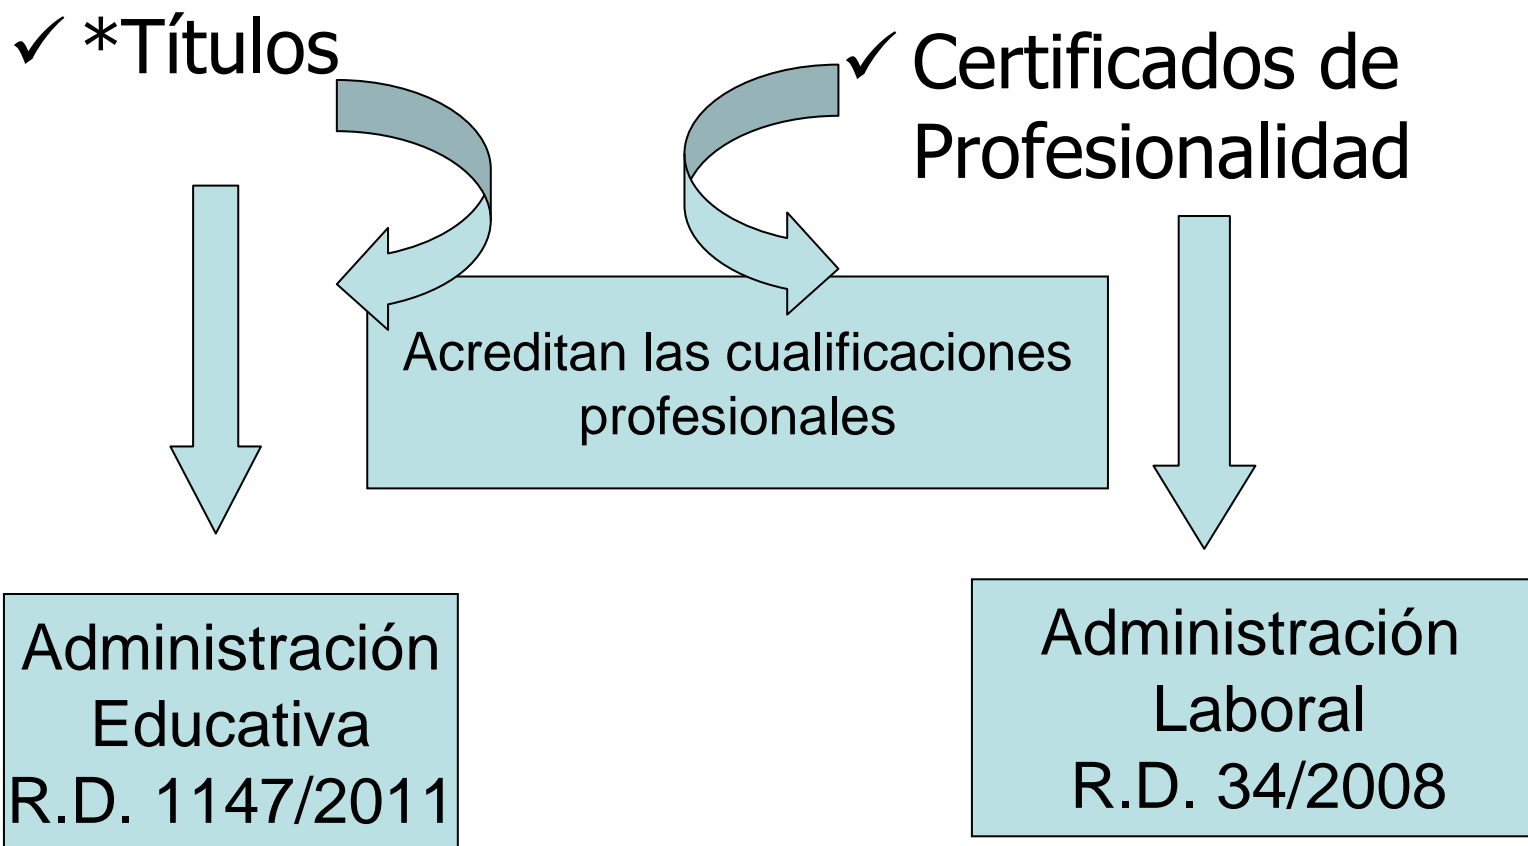 ✓ *Títulos
✓ Certificados de
Profesionalidad
Acreditan las cualificaciones
profesionales
Administración
Educativa
R.D. 1147/2011
Administración
Laboral
R.D. 34/2008